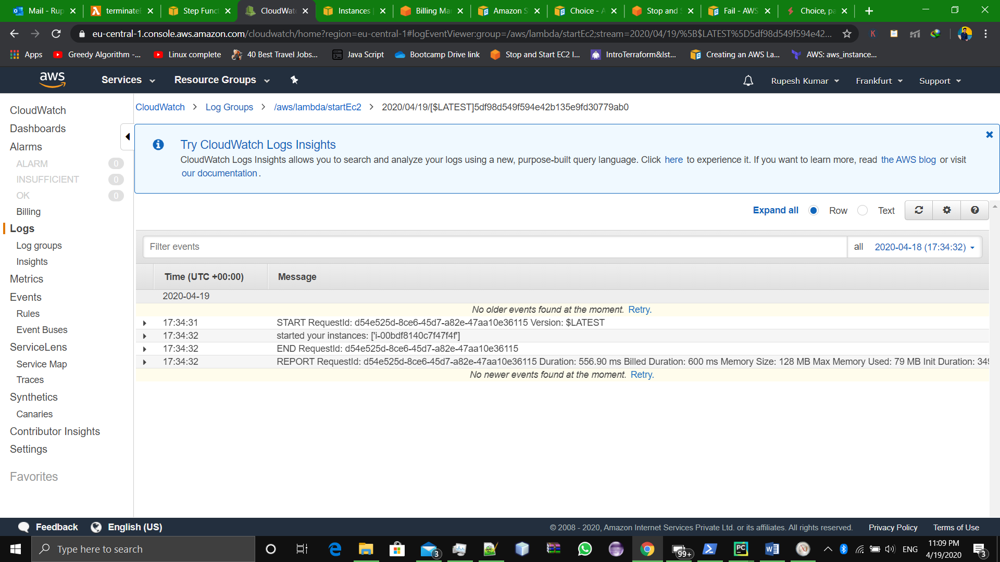 Mail - Rup
terminateE
Step Funct
CloudWatc
Instances |
Billing Ma
Amazon S
Choice - A
Stop and S
Fail - AWS
Choice, pa
eu-central-1.console.aws.amazon.com/cloudwatch/home?region=eu-central-1#logEventViewer:group=/aws/lambda/startEc2;stream=2020/04/19/%5B$LATEST%5D5df98d549f594e42...
K
Apps
Greedy Algorithm -...
Linux complete
40 Best Travel Jobs...
Java Script
Bootcamp Drive link
Stop and Start EC2 I...
IntroTerraform&Ist...
Creating an AWS La...
AWS: aws_instance...
aws
Services
Resource Groups
Rupesh Kumar
Frankfurt
Support
CloudWatch
Dashboards
Alarms
ALARM 0
INSUFFICIENT 0
OK 0
Billing
Logs
Log groups
Insights
Metrics
Events
Rules
Event Buses
ServiceLens
Service Map
Traces
Synthetics
Canaries
Contributor Insights
Settings
Favorites
CloudWatch > Log Groups > /aws/lambda/startEc2 > 2020/04/19/[$LATEST]5df98d549f594e42b135e9fd30779ab0
Try CloudWatch Logs Insights
CloudWatch Logs Insights allows you to search and analyze your logs using a new, purpose-built query language. Click here to experience it. If you want to learn more, read the AWS blog or visit
our documentation.
Expand all Row Text
Filter events
all 2020-04-18 (17:34:32)
Time (UTC +00:00) Message
2020-04-19
No older events found at the moment. Retry.
17:34:31 START RequestId: d54e525d-8ce6-45d7-a82e-47aa10e36115 Version: $LATEST
17:34:32 started your instances: ['i-00bdf8140c7f47f4f']
17:34:32 END RequestId: d54e525d-8ce6-45d7-a82e-47aa10e36115
17:34:32 REPORT RequestId: d54e525d-8ce6-45d7-a82e-47aa10e36115 Duration: 556.90 ms Billed Duration: 600 ms Memory Size: 128 MB Max Memory Used: 79 MB Init Duration: 349
No newer events found at the moment. Retry.
Feedback
English (US)
© 2008 - 2020, Amazon Internet Services Private Ltd. or its affiliates. All rights reserved.
Privacy Policy
Terms of Use
Type here to search
3
99+
PC
W
ENG
11:09 PM
4/19/2020
3